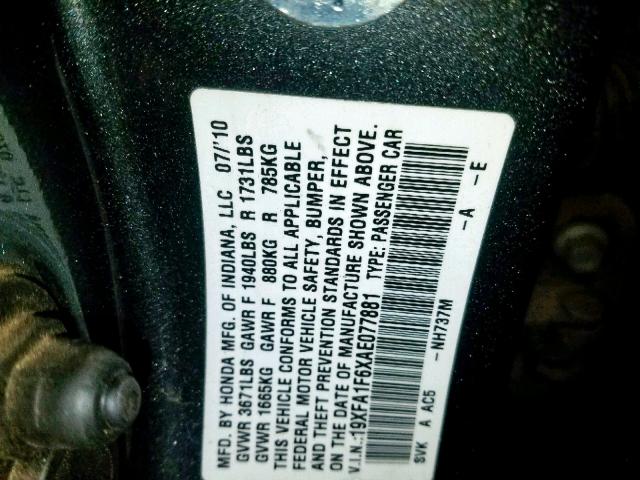 MFD. BY HONDA MFG. OF INDIANA, LLC 07/'10
GVWR 3671LBS GAWR F 1940LBS R 1731LBS
GVWR 1665KG GAWR F 880KG R 785KG
THIS VEHICLE CONFORMS TO ALL APPLICABLE
FEDERAL MOTOR VEHICLE SAFETY, BUMPER,
AND THEFT PREVENTION STANDARDS IN EFFECT
ON THE DATE OF MANUFACTURE SHOWN ABOVE.
V.I.N.:19XFA1F6XAE077881 TYPE: PASSENGER CAR
SVK A AC5 -NH737M -A -E